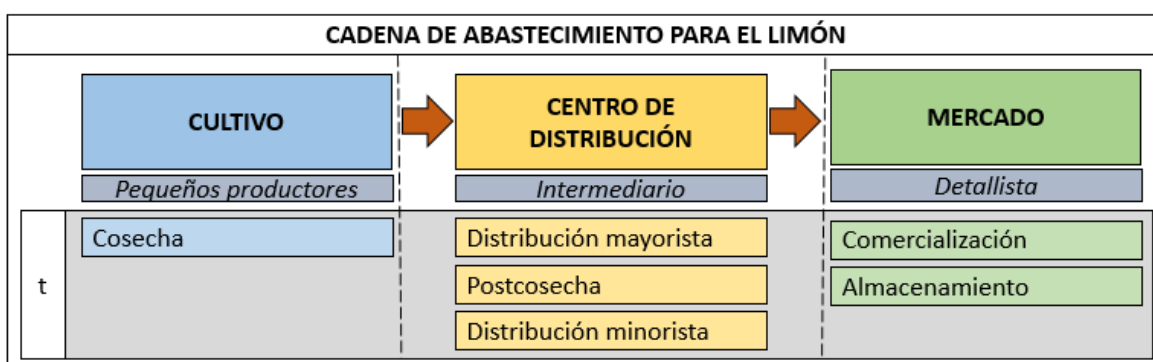 CADENA DE ABASTECIMIENTO PARA EL LIMÓN
CULTIVO
CENTRO DE
DISTRIBUCIÓN
MERCADO
Pequeños productores
Intermediario
Detallista
t
Cosecha
Distribución mayorista
Postcosecha
Distribución minorista
Comercialización
Almacenamiento